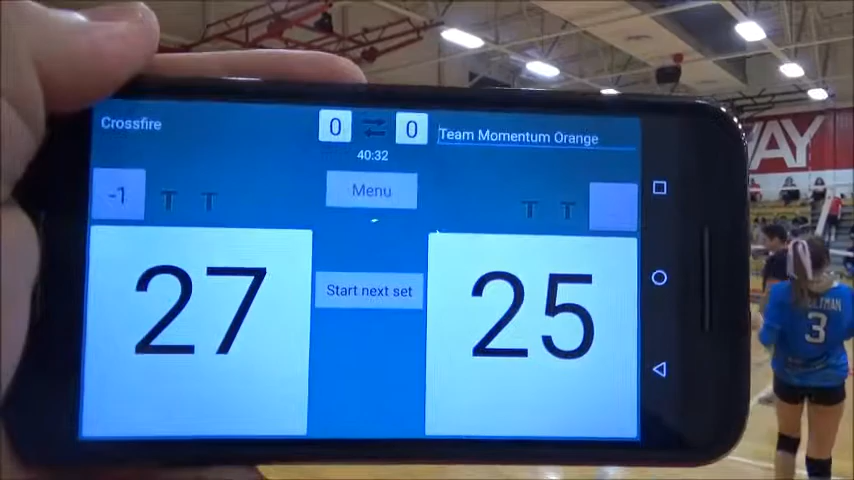 Crossfire
0
0
Team Momentum Orange
40:32
-1
T T
Menu
T T
27
Start next set
25
WAY
3